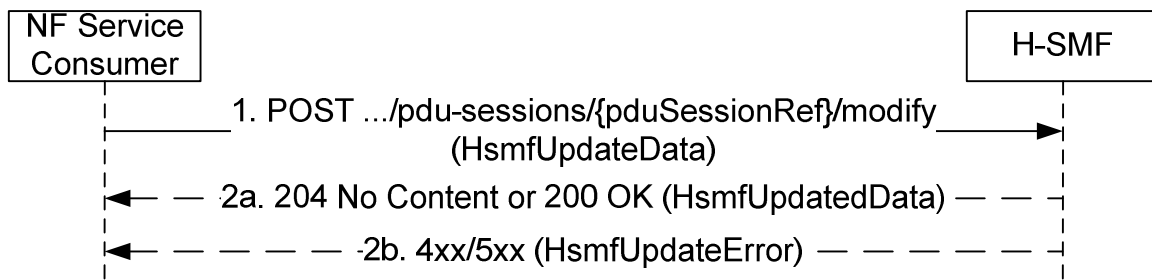 NF Service
Consumer
H-SMF
1. POST .../pdu-sessions/{pduSessionRef}/modify
(HsmfUpdateData)
2a. 204 No Content or 200 OK (HsmfUpdatedData)
2b. 4xx/5xx (HsmfUpdateError)